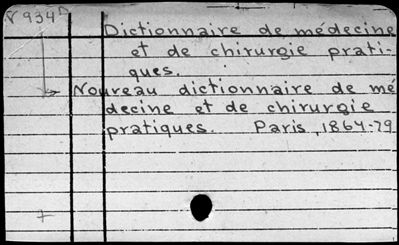 V 934
Dictionnaire de médecine
et de chirurgie prati-
ques.
Nouveau dictionnaire de mé
decine et de chirurgie
pratiques. Paris, 1864-79